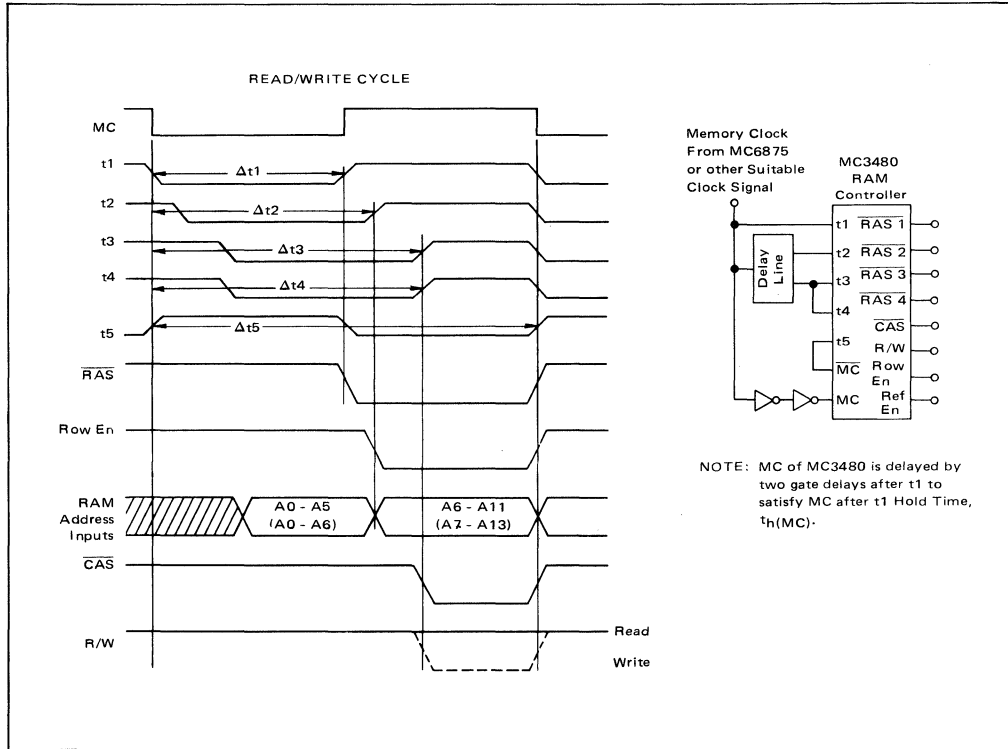 READ/WRITE CYCLE
MC
t1
Δt1
t2
Δt2
t3
Δt3
t4
Δt4
t5
Δt5
RAS
Row En
RAM
Address
Inputs
A0 - A5
(A0 - A6)
A6 - A11
(A7 - A13)
CAS
R/W
Read
Write
Memory Clock
From MC6875
or other Suitable
Clock Signal
MC3480
RAM
Controller
Delay
Line
t1 RAS 1
t2 RAS 2
t3 RAS 3
t4 RAS 4
CAS
t5 R/W
MC Row
En
MC Ref
En
NOTE: MC of MC3480 is delayed by
two gate delays after t1 to
satisfy MC after t1 Hold Time,
th(MC).